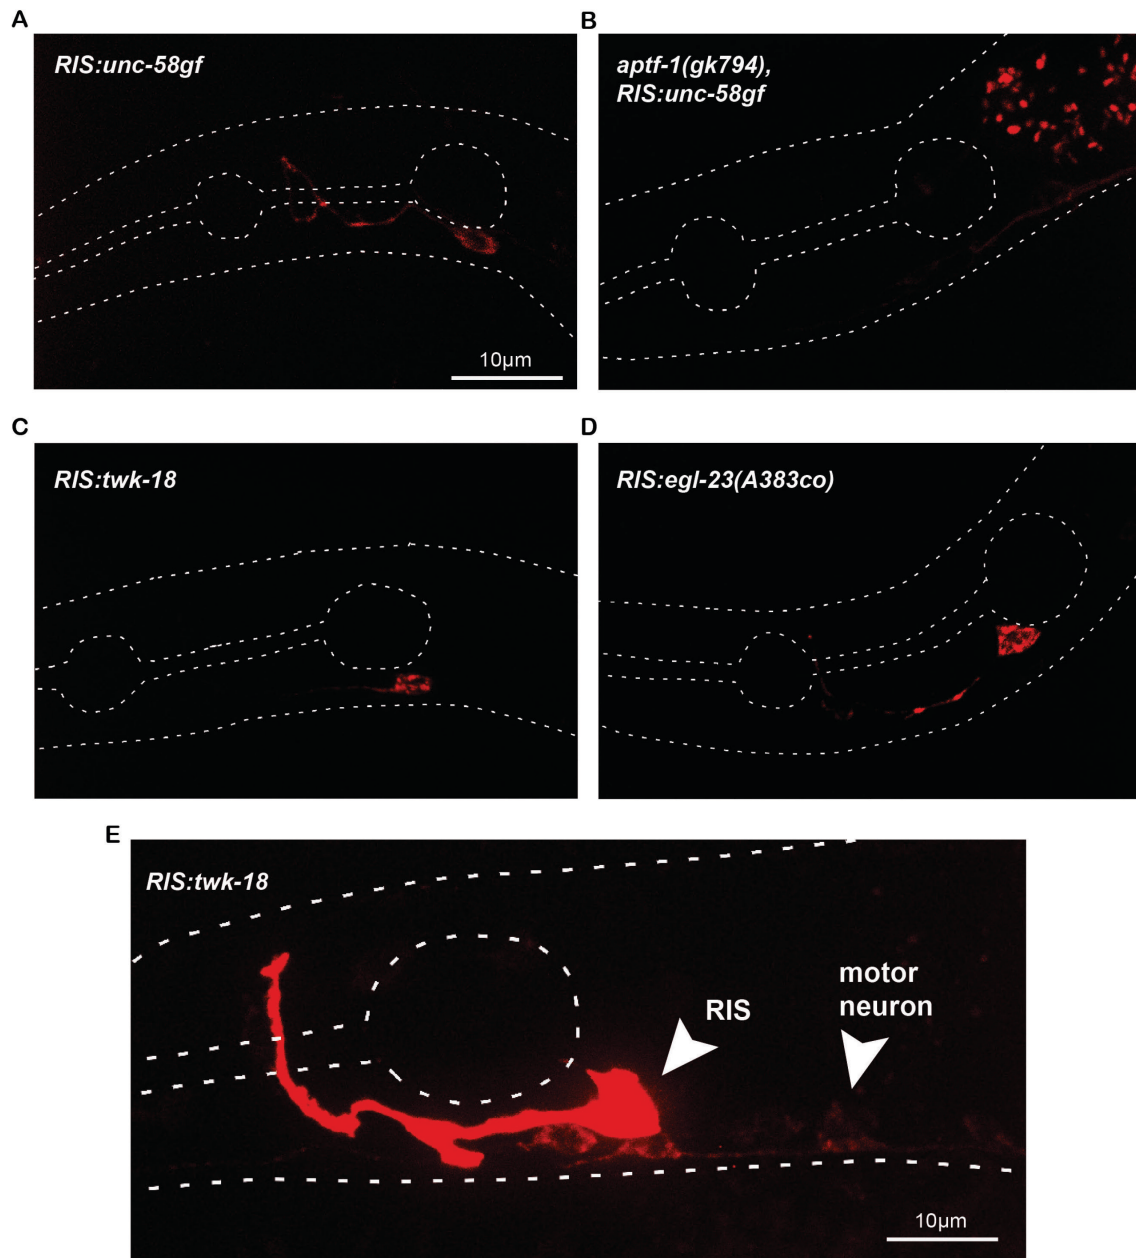 A
RIS:unc-58gf
10µm
B
aptf-1(gk794),
RIS:unc-58gf
C
RIS:twk-18
D
RIS:egl-23(A383co)
E
RIS:twk-18
RIS
motor
neuron
10µm